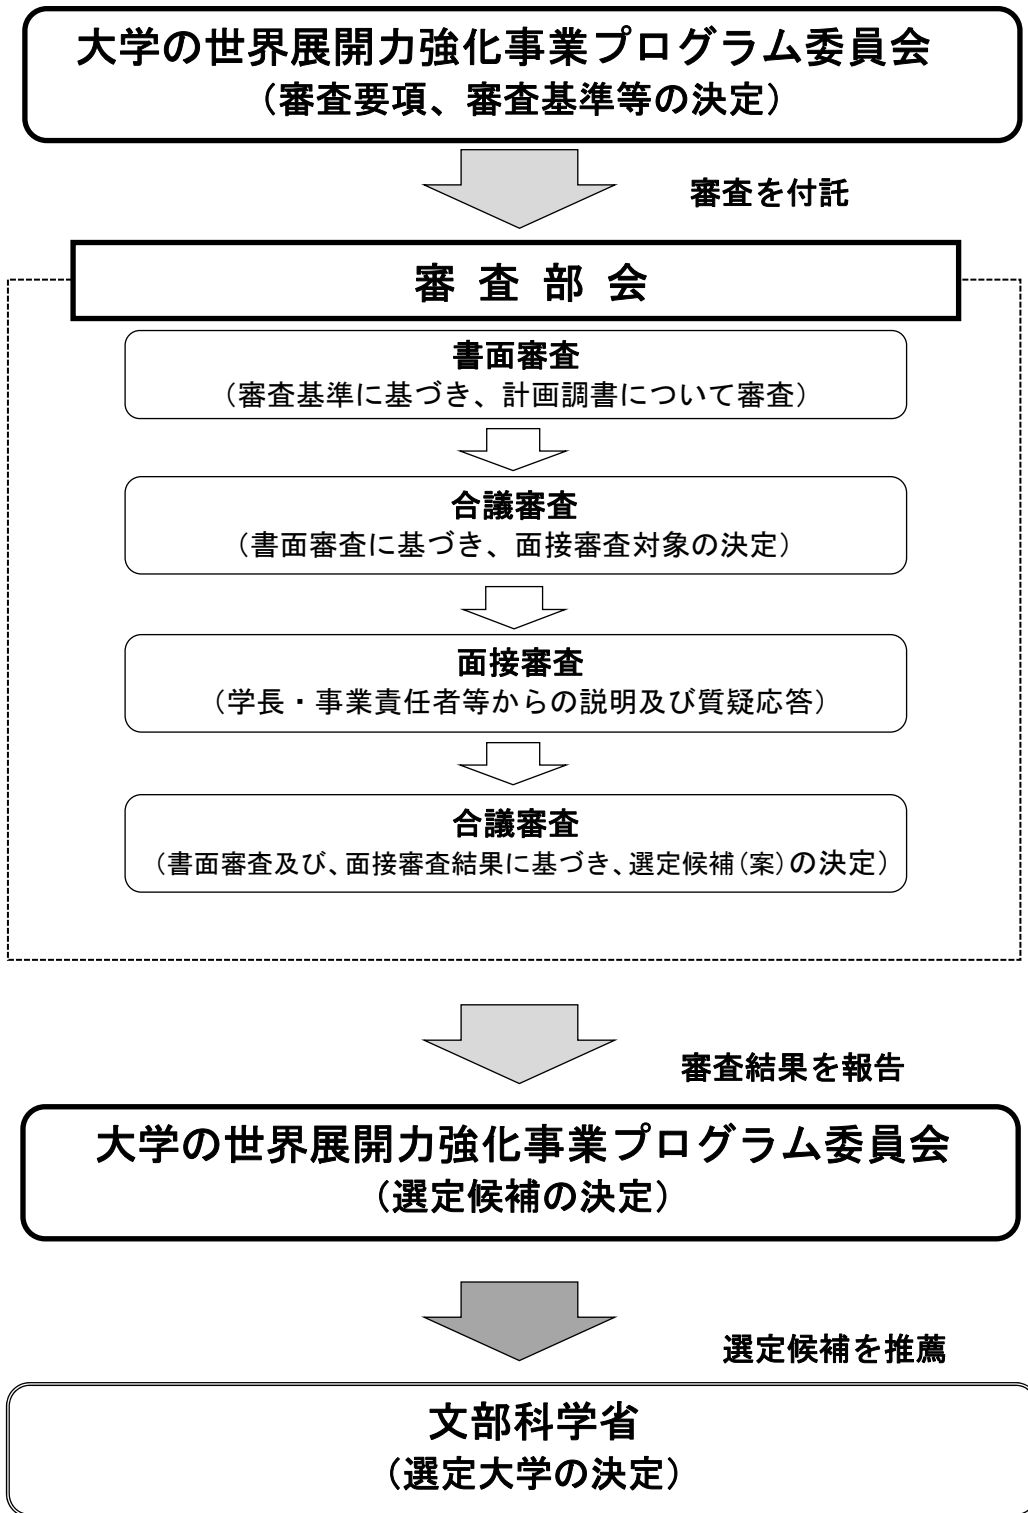 大学の世界展開力強化事業プログラム委員会
（審査要項、審査基準等の決定）
審査を付託
審 査 部 会
書面審査
（審査基準に基づき、計画調書について審査）
合議審査
（書面審査に基づき、面接審査対象の決定）
面接審査
（学長・事業責任者等からの説明及び質疑応答）
合議審査
（書面審査及び、面接審査結果に基づき、選定候補（案）の決定）
審査結果を報告
大学の世界展開力強化事業プログラム委員会
（選定候補の決定）
選定候補を推薦
文部科学省
（選定大学の決定）